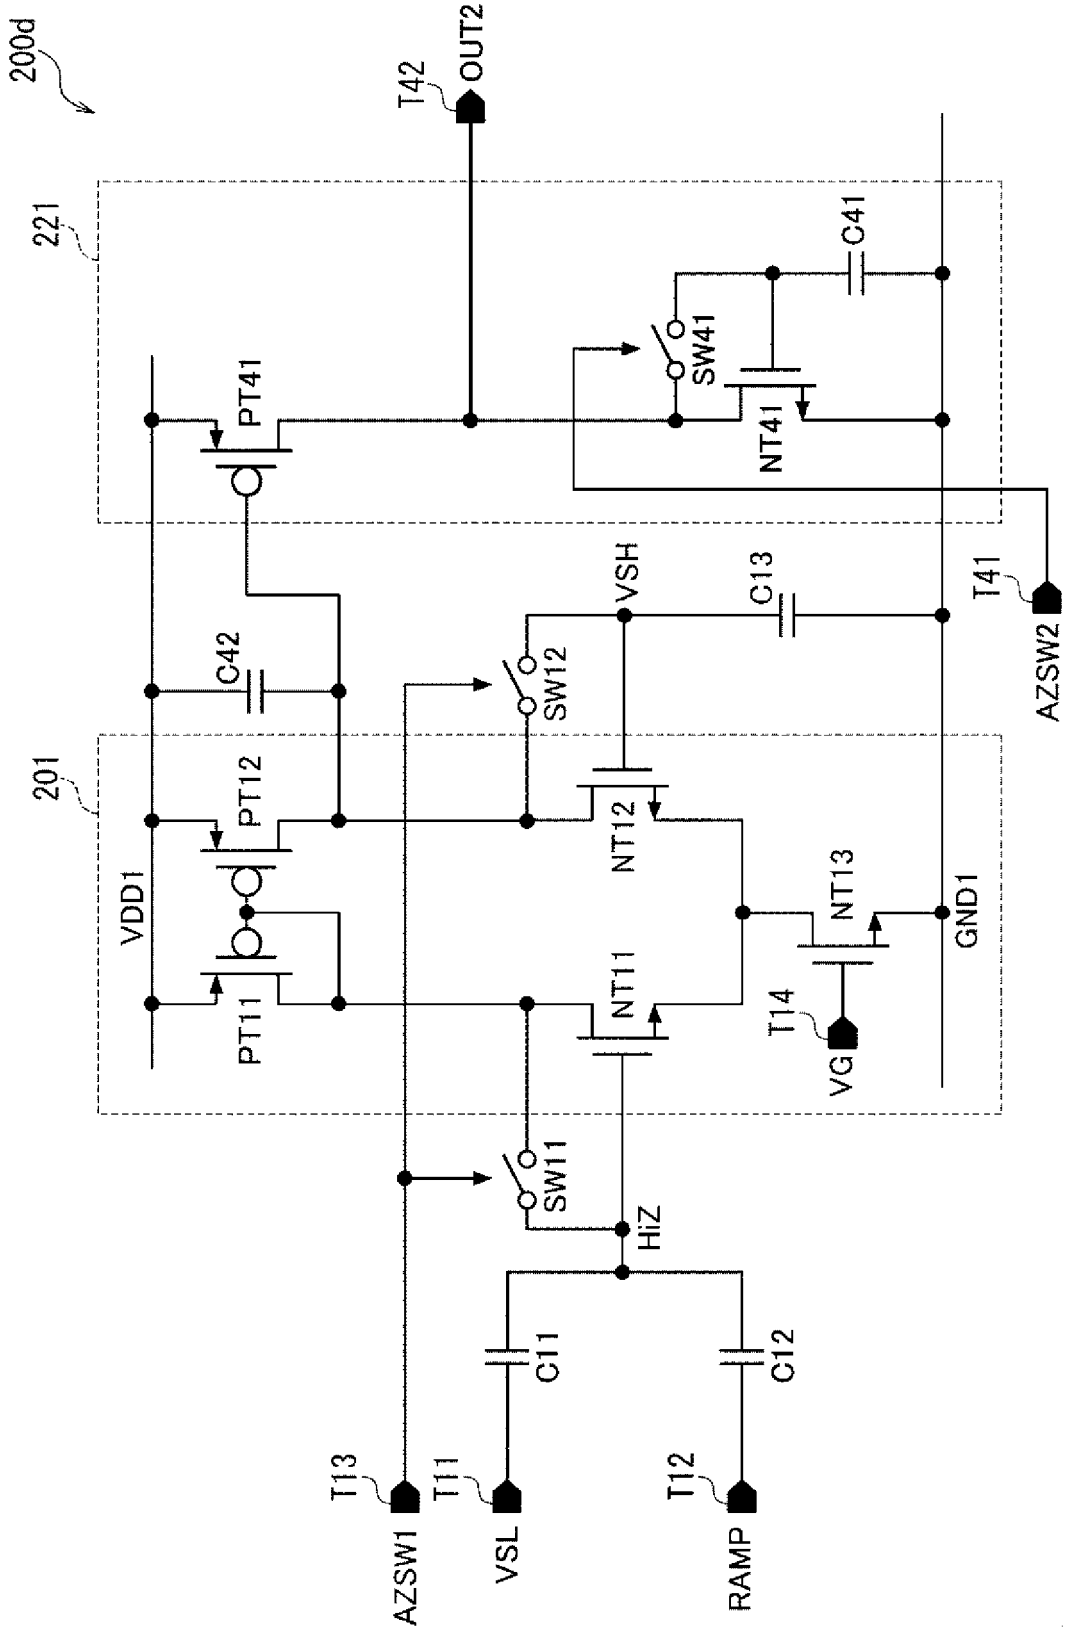 200d
221
201
T42
OUT2
VDD1
PT11
PT12
C42
PT41
SW11
SW12
SW41
NT11
NT12
VSH
C13
NT41
C41
NT13
T14
VG
GND1
HiZ
C11
C12
T13
AZSW1
T11
VSL
T12
RAMP
T41
AZSW2